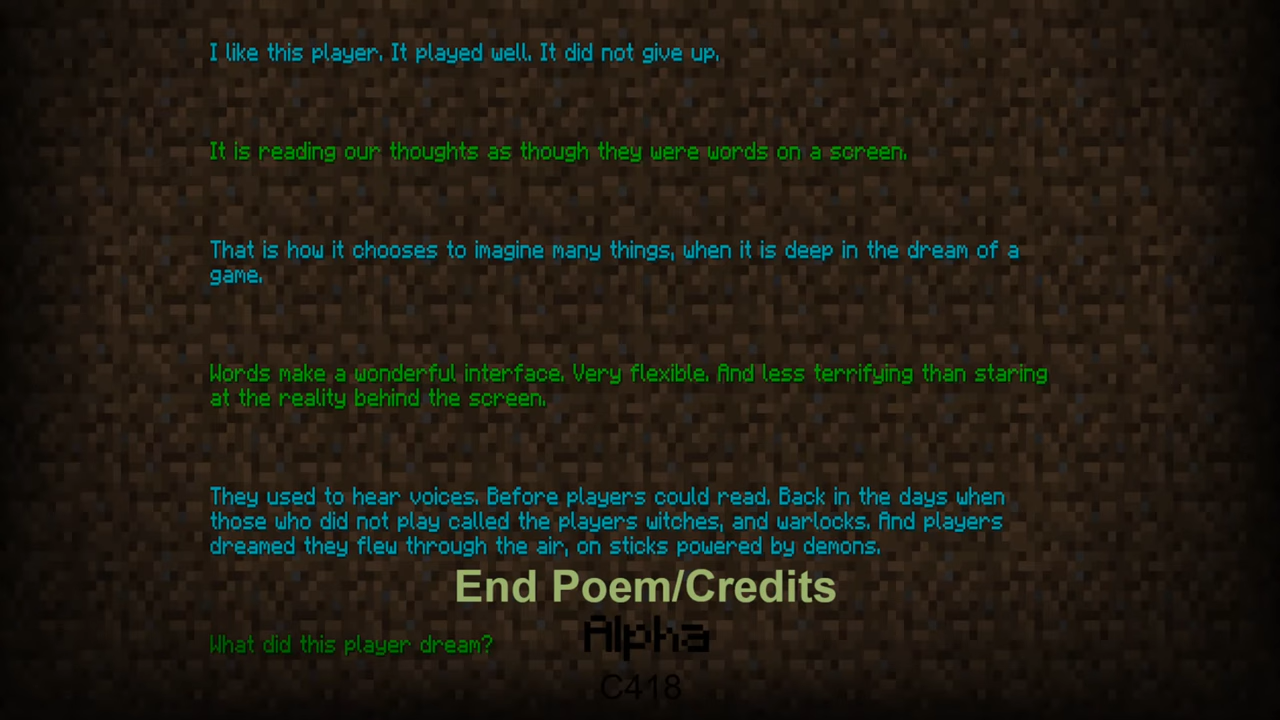 I like this player. It played well. It did not give up.
It is reading our thoughts as though they were words on a screen.
That is how it chooses to imagine many things, when it is deep in the dream of a
game.
Words make a wonderful interface. Very flexible. And less terrifying than staring
at the reality behind the screen.
They used to hear voices. Before players could read. Back in the days when
those who did not play called the players witches, and warlocks. And players
dreamed they flew through the air, on sticks powered by demons.
End Poem/Credits
What did this player dream?
Alpha
C418